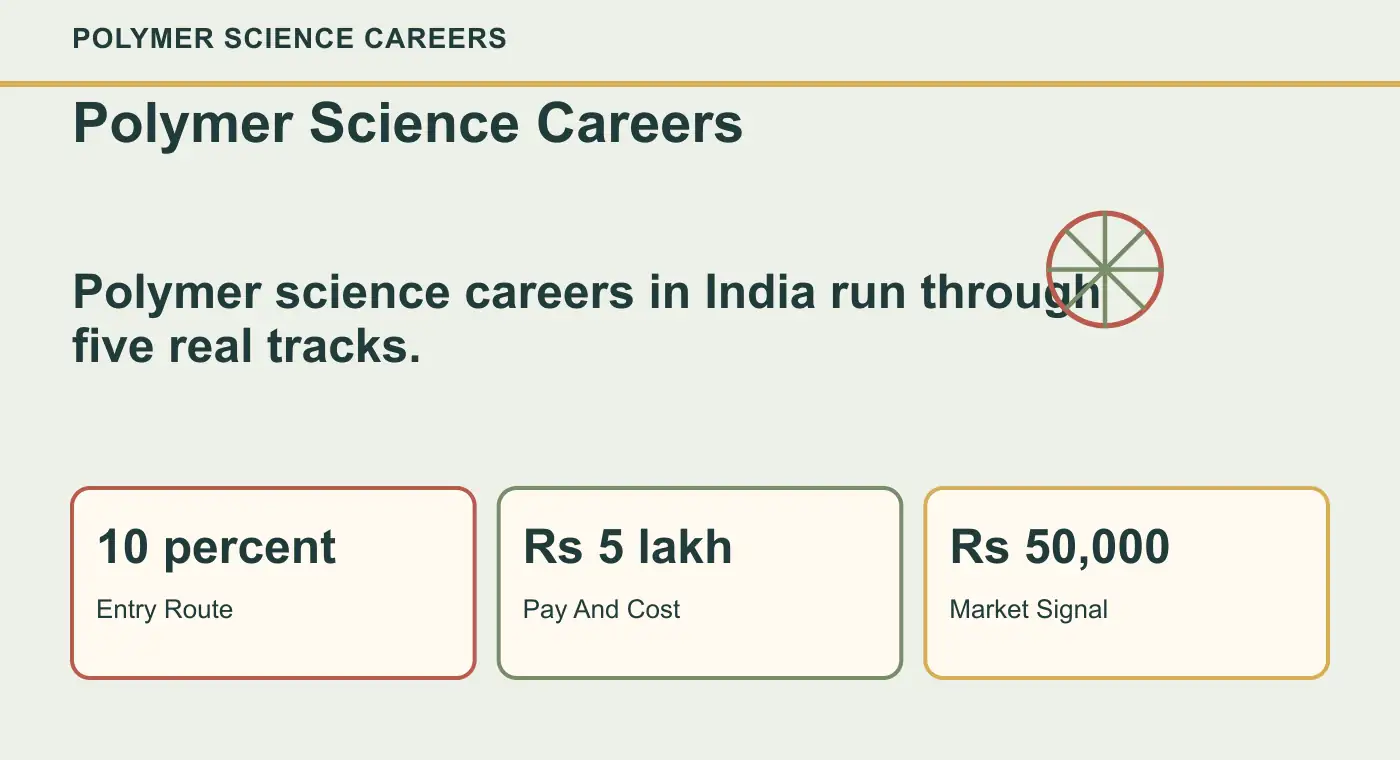 POLYMER SCIENCE CAREERS
Polymer Science Careers
Polymer science careers in India run through
five real tracks.
10 percent
Entry Route
Rs 5 lakh
Pay And Cost
Rs 50,000
Market Signal